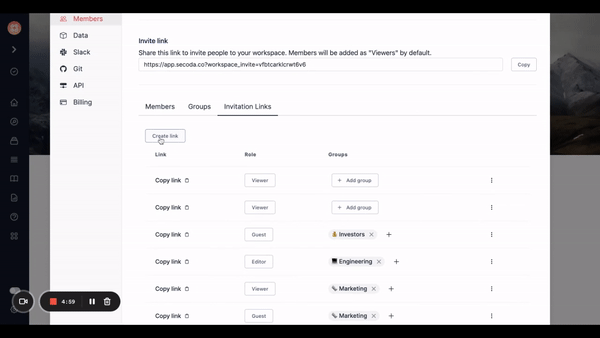 Members
Data
Slack
Git
API
Billing
Invite link
Share this link to invite people to your workspace. Members will be added as "Viewers" by default.
https://app.secoda.co?workspace_invite=vfbtcarklcrwt6v6
Copy
Members Groups Invitation Links
Create link
Link Role Groups
Copy link Viewer + Add group
Copy link Viewer + Add group
Copy link Guest Investors × +
Copy link Editor Engineering × +
Copy link Viewer Marketing × +
Copy link Guest Marketing × +
4:59